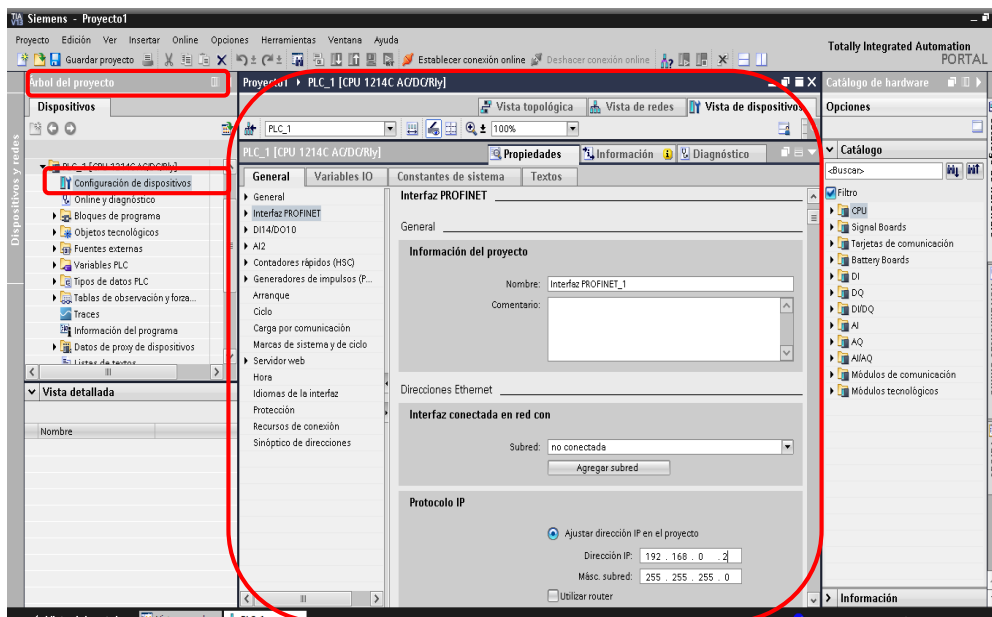 Siemens - Proyecto1
Proyecto Edición Ver Insertar Online Opciones Herramientas Ventana Ayuda
Totally Integrated Automation
PORTAL
Guardar proyecto
Establecer conexión online
Deshacer conexión online
Árbol del proyecto
Proyecto1 PLC_1 [CPU 1214C AC/DC/Rly]
Catálogo de hardware
Dispositivos
Vista topológica
Vista de redes
Vista de dispositivos
Opciones
PLC_1
100%
PLC_1 [CPU 1214C AC/DC/Rly]
Propiedades
Información
Diagnóstico
Catálogo
General
Variables IO
Constantes de sistema
Textos
<Buscar>
Filtro
Dispositivos y redes
PLC_1 [CPU 1214C AC/DC/Rly]
Configuración de dispositivos
Online y diagnóstico
Bloques de programa
Objetos tecnológicos
Fuentes externas
Variables PLC
Tipos de datos PLC
Tablas de observación y forza...
Traces
Información del programa
Datos de proxy de dispositivos
Listas de textos
Vista detallada
Nombre
General
Interfaz PROFINET
DI14/DO10
AI2
Contadores rápidos (HSC)
Generadores de impulsos (P...
Arranque
Ciclo
Carga por comunicación
Marcas de sistema y de ciclo
Servidor web
Hora
Idiomas de la interfaz
Protección
Recursos de conexión
Sinóptico de direcciones
Interfaz PROFINET
General
Información del proyecto
Nombre: Interfaz PROFINET_1
Comentario:
Direcciones Ethernet
Interfaz conectada en red con
Subred: no conectada
Agregar subred
Protocolo IP
Ajustar dirección IP en el proyecto
Dirección IP: 192 . 168 . 0 . 2
Másc. subred: 255 . 255 . 255 . 0
Utilizar router
CPU
Signal Boards
Tarjetas de comunicación
Battery Boards
DI
DQ
DI/DQ
AI
AQ
AI/AQ
Módulos de comunicación
Módulos tecnológicos
Información